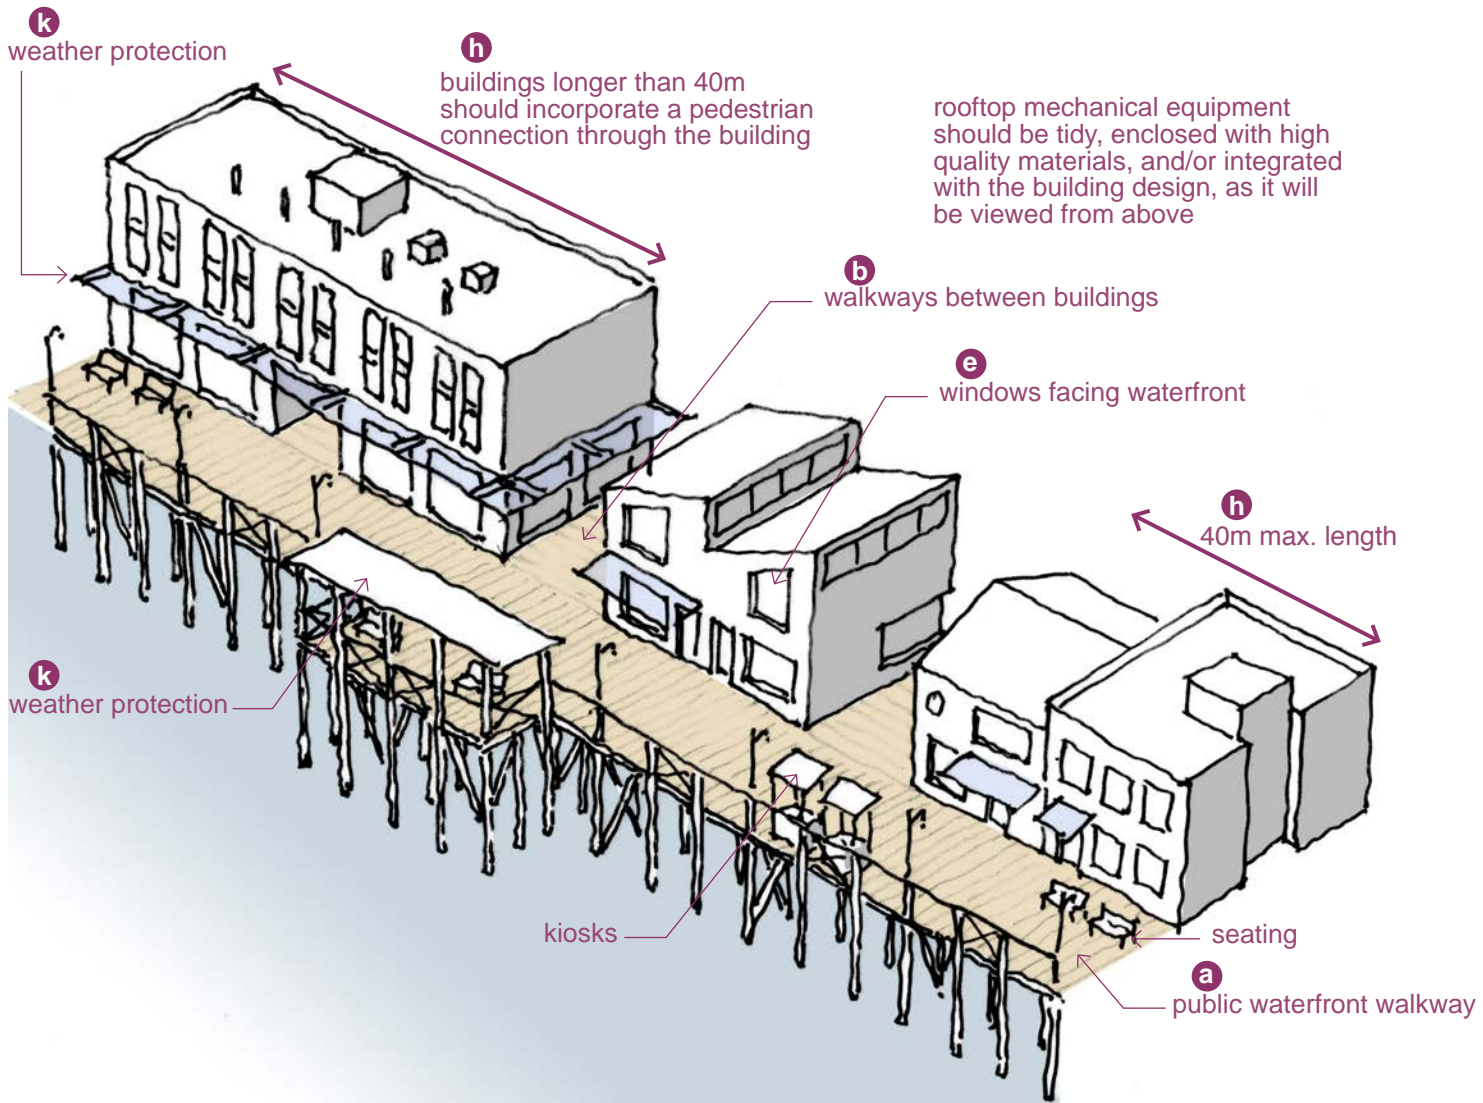 k
weather protection
h
buildings longer than 40m
should incorporate a pedestrian
connection through the building
rooftop mechanical equipment
should be tidy, enclosed with high
quality materials, and/or integrated
with the building design, as it will
be viewed from above
b
walkways between buildings
e
windows facing waterfront
h
40m max. length
k
weather protection
kiosks
seating
a
public waterfront walkway